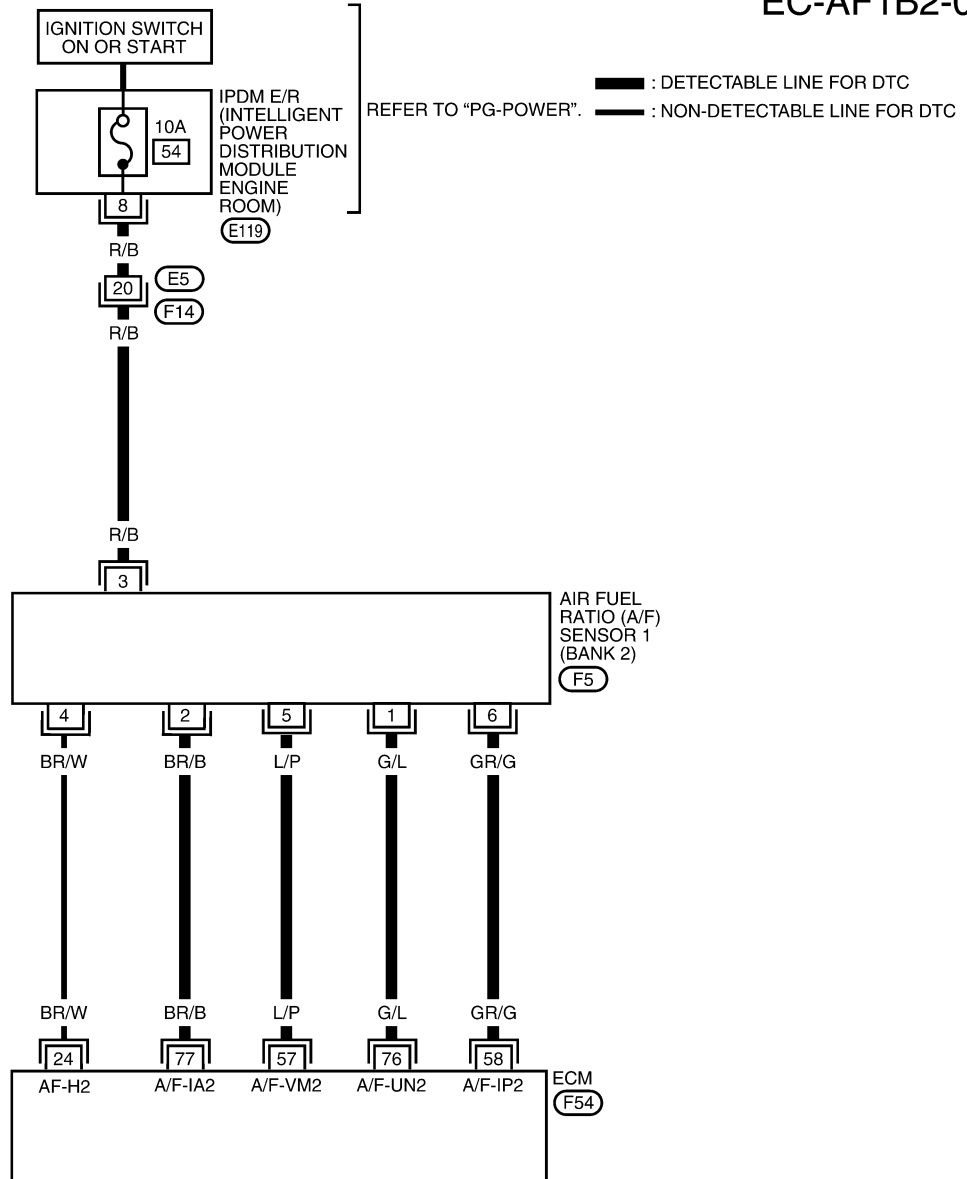 EC-AF1B2-0
IGNITION SWITCH
ON OR START
IPDM E/R
(INTELLIGENT
POWER
DISTRIBUTION
MODULE
ENGINE
ROOM)
E119
10A
54
8
REFER TO “PG-POWER”.
: DETECTABLE LINE FOR DTC
: NON-DETECTABLE LINE FOR DTC
R/B
20
E5
F14
R/B
R/B
3
AIR FUEL
RATIO (A/F)
SENSOR 1
(BANK 2)
F5
4 2 5 1 6
BR/W BR/B L/P G/L GR/G
BR/W BR/B L/P G/L GR/G
24 77 57 76 58
AF-H2 A/F-IA2 A/F-VM2 A/F-UN2 A/F-IP2
ECM
F54